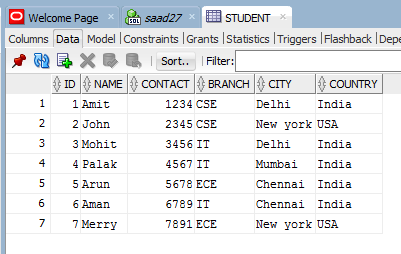 Welcome Page saad27 STUDENT
Columns Data Model Constraints Grants Statistics Triggers Flashback Depe
Sort.. Filter:
ID NAME CONTACT BRANCH CITY COUNTRY
1 1 Amit 1234 CSE Delhi India
2 2 John 2345 CSE New york USA
3 3 Mohit 3456 IT Delhi India
4 4 Palak 4567 IT Mumbai India
5 5 Arun 5678 ECE Chennai India
6 6 Aman 6789 IT Chennai India
7 7 Merry 7891 ECE New york USA